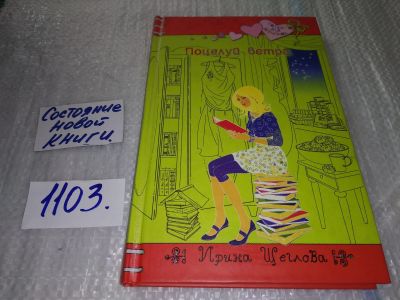 Состояние
новой
книги.
1103.
Поцелуй ветра
Ирина Щеглова